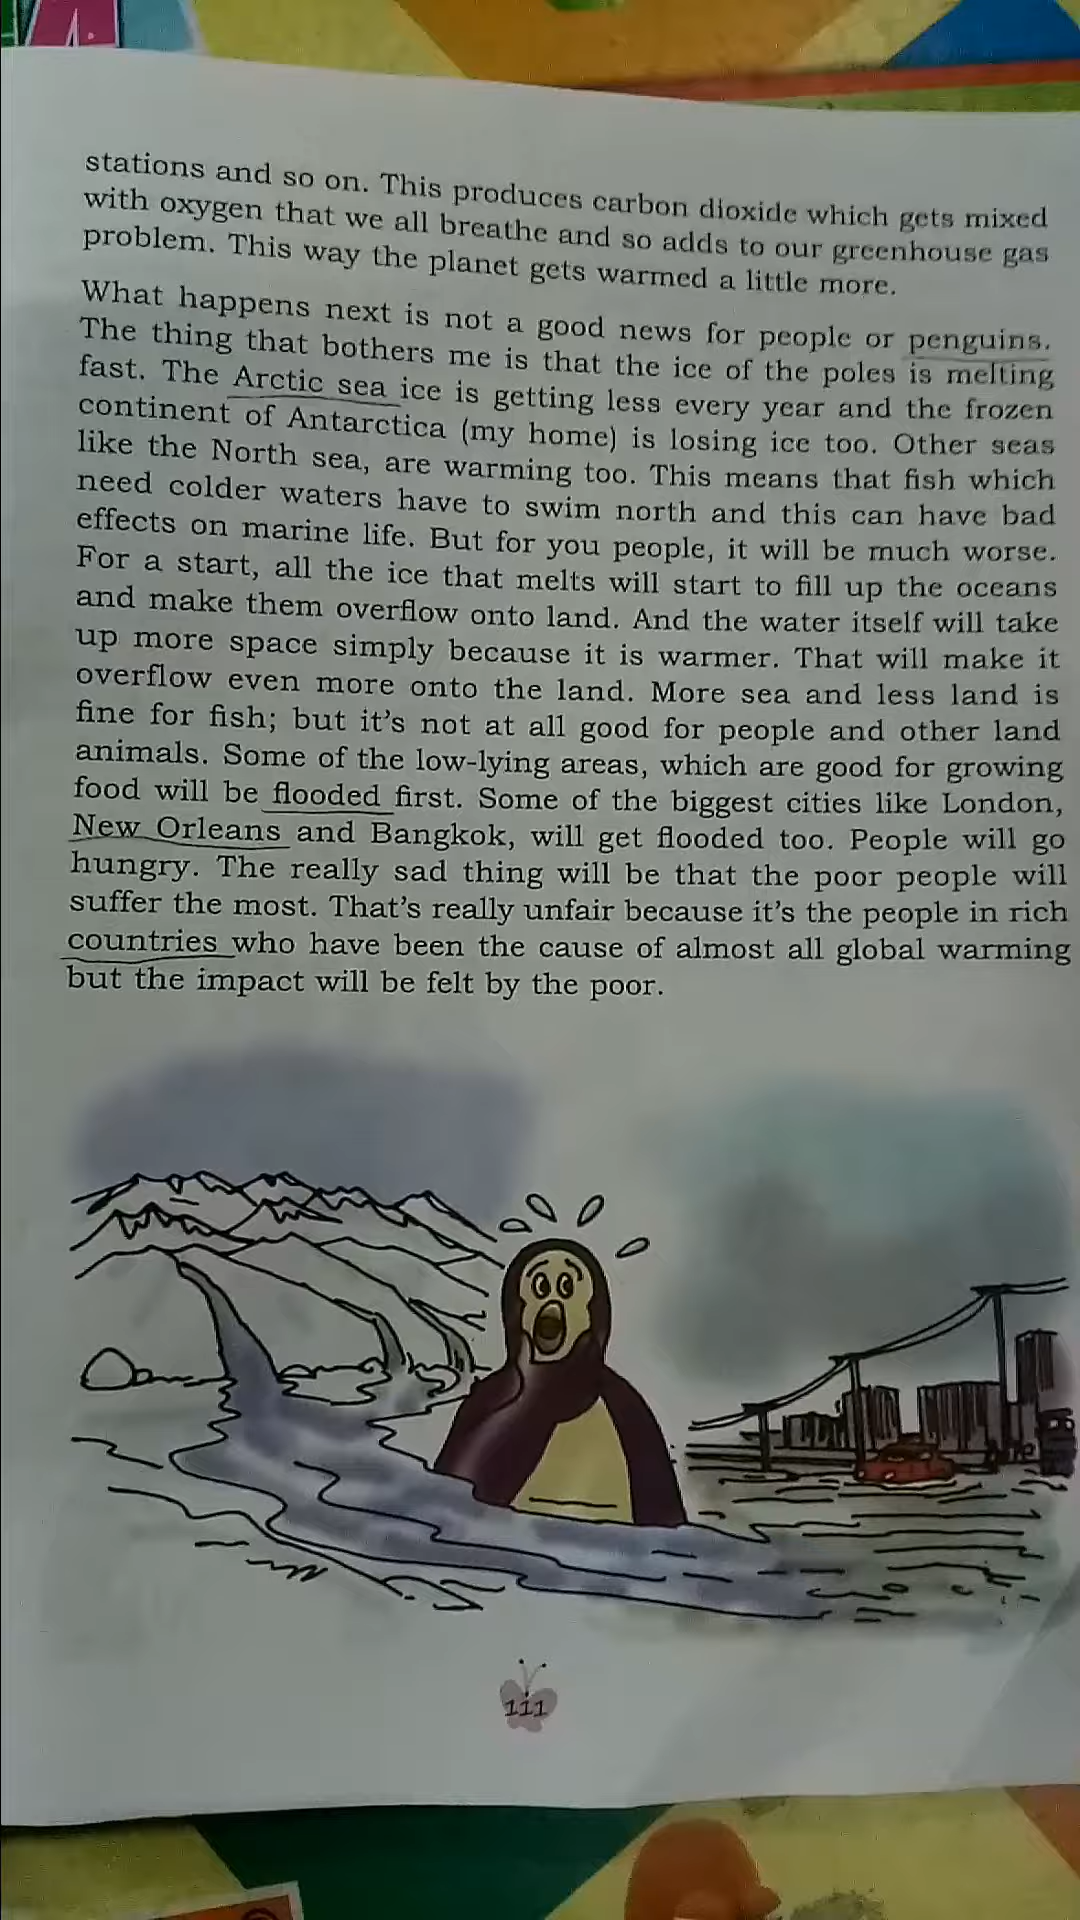 stations and so on. This produces carbon dioxide which gets mixed
with oxygen that we all breathe and so adds to our greenhouse gas
problem. This way the planet gets warmed a little more.
What happens next is not a good news for people or penguins.
The thing that bothers me is that the ice of the poles is melting
fast. The Arctic sea ice is getting less every year and the frozen
continent of Antarctica (my home) is losing ice too. Other seas
like the North sea, are warming too. This means that fish which
need colder waters have to swim north and this can have bad
effects on marine life. But for you people, it will be much worse.
For a start, all the ice that melts will start to fill up the oceans
and make them overflow onto land. And the water itself will take
up more space simply because it is warmer. That will make it
overflow even more onto the land. More sea and less land is
fine for fish; but it's not at all good for people and other land
animals. Some of the low-lying areas, which are good for growing
food will be flooded first. Some of the biggest cities like London,
New Orleans and Bangkok, will get flooded too. People will go
hungry. The really sad thing will be that the poor people will
suffer the most. That's really unfair because it's the people in rich
countries who have been the cause of almost all global warming
but the impact will be felt by the poor.
111